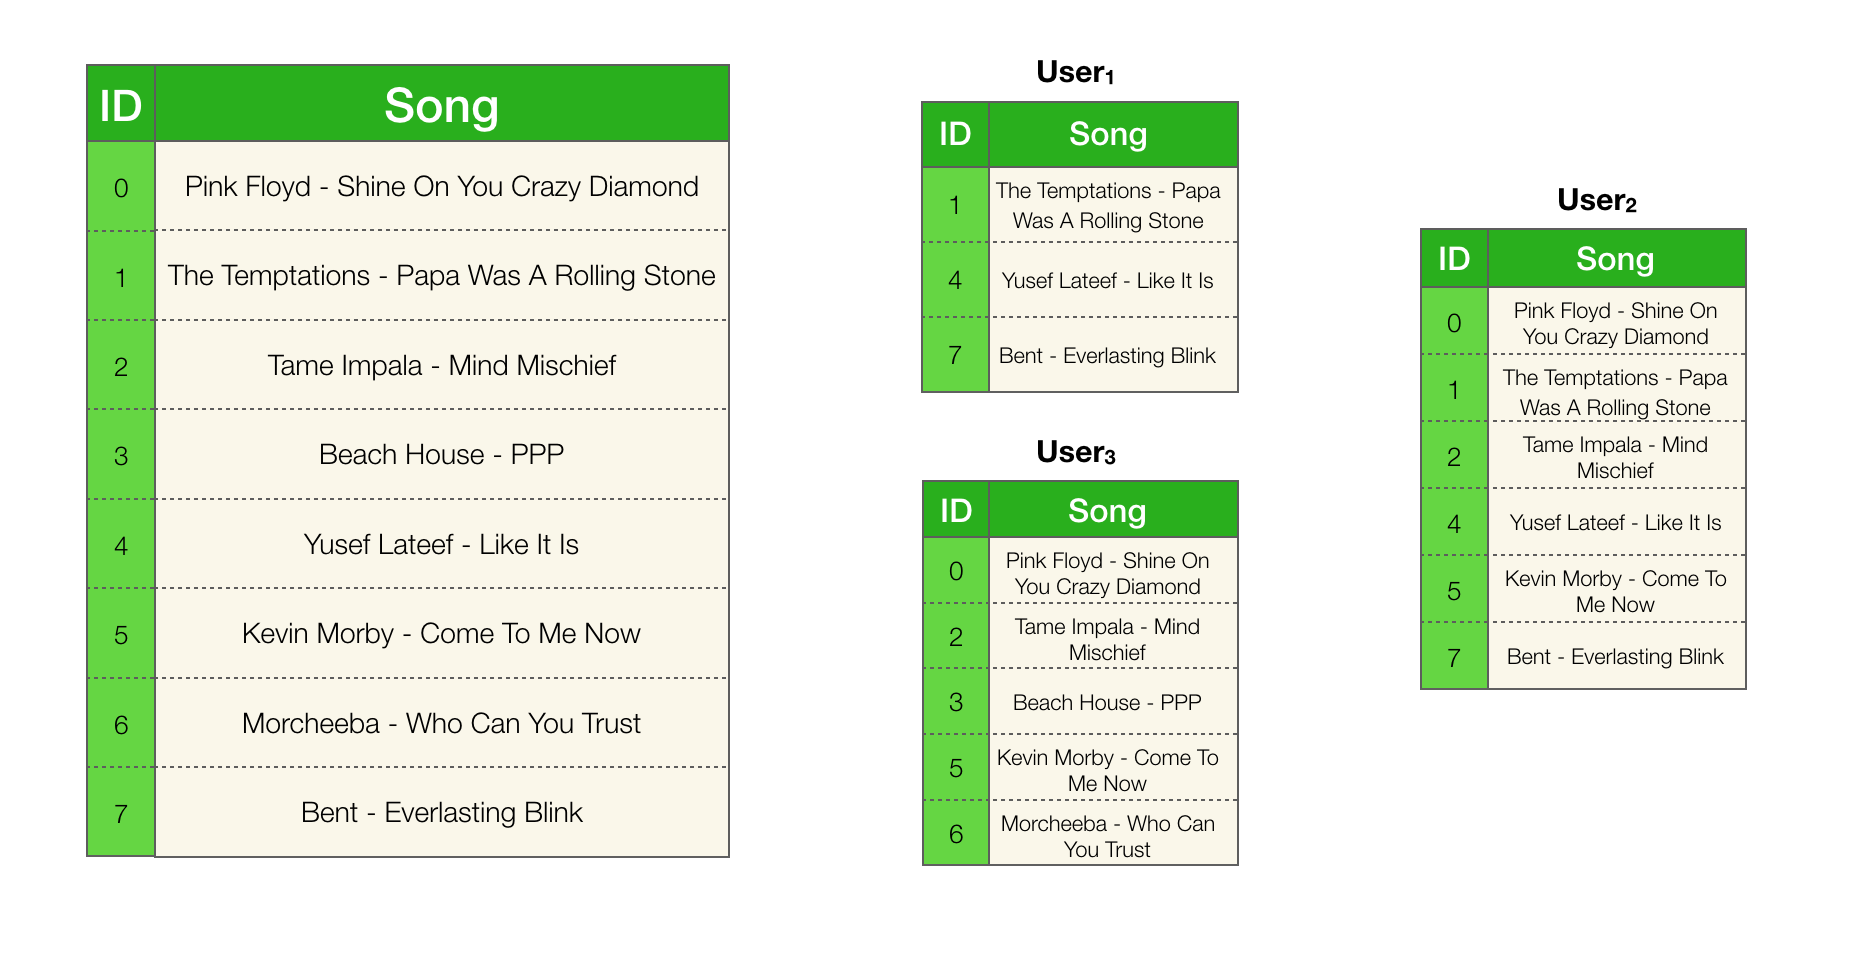 ID Song
0 Pink Floyd - Shine On You Crazy Diamond
1 The Temptations - Papa Was A Rolling Stone
2 Tame Impala - Mind Mischief
3 Beach House - PPP
4 Yusef Lateef - Like It Is
5 Kevin Morby - Come To Me Now
6 Morcheeba - Who Can You Trust
7 Bent - Everlasting Blink
User₁
ID Song
1 The Temptations - Papa
Was A Rolling Stone
4 Yusef Lateef - Like It Is
7 Bent - Everlasting Blink
User₃
ID Song
0 Pink Floyd - Shine On
You Crazy Diamond
2 Tame Impala - Mind
Mischief
3 Beach House - PPP
5 Kevin Morby - Come To
Me Now
6 Morcheeba - Who Can
You Trust
User₂
ID Song
0 Pink Floyd - Shine On
You Crazy Diamond
1 The Temptations - Papa
Was A Rolling Stone
2 Tame Impala - Mind
Mischief
4 Yusef Lateef - Like It Is
5 Kevin Morby - Come To
Me Now
7 Bent - Everlasting Blink